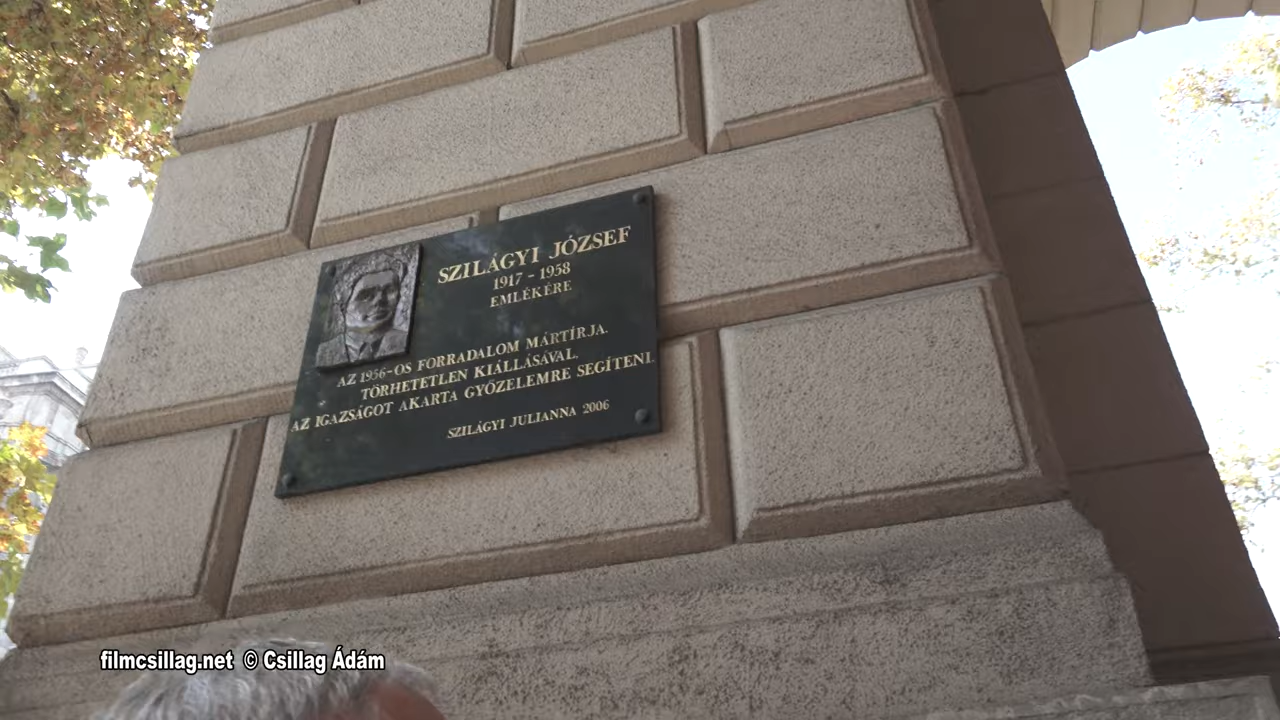 SZILÁGYI JÓZSEF
1917 - 1958
EMLÉKÉRE
AZ 1956-OS FORRADALOM MÁRTÍRJA.
TÖRHETETLEN KIÁLLÁSÁVAL
AZ IGAZSÁGOT AKARTA GYŐZELEMRE SEGÍTENI.
SZILÁGYI JULIANNA 2006
filmcsillag.net © Csillag Ádám